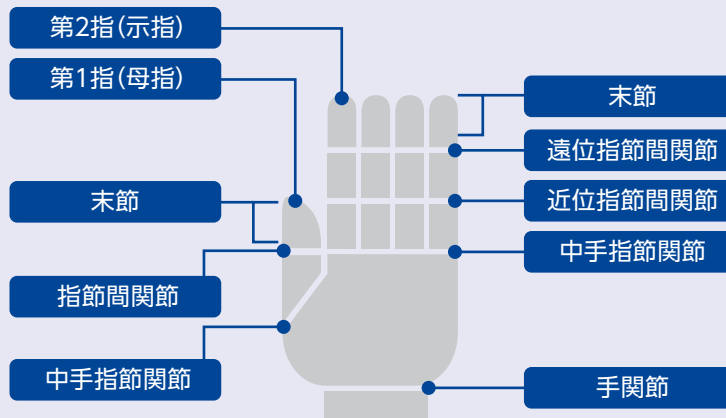 第2指(示指)
第1指(母指)
末節
指節間関節
中手指節関節
末節
遠位指節間関節
近位指節間関節
中手指節関節
手関節